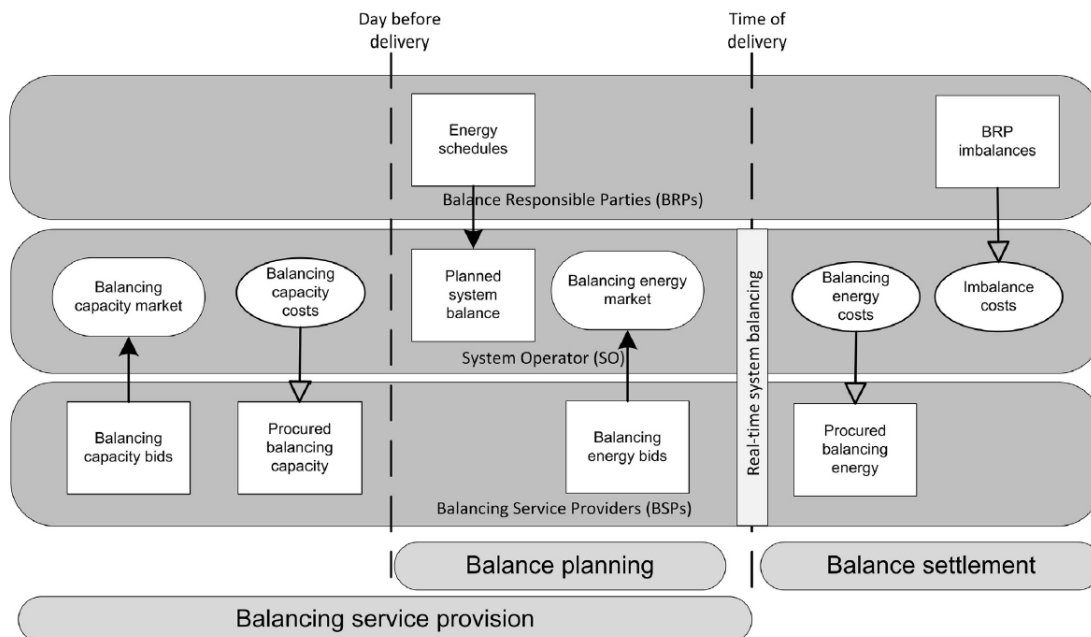 Day before
delivery
Time of
delivery
Energy
schedules
BRP
imbalances
Balance Responsible Parties (BRPs)
Balancing
capacity market
Balancing
capacity
costs
Planned
system
balance
Balancing energy
market
Balancing
energy
costs
Imbalance
costs
System Operator (SO)
Real-time system balancing
Balancing
capacity bids
Procured
balancing
capacity
Balancing
energy bids
Procured
balancing
energy
Balancing Service Providers (BSPs)
Balance planning
Balance settlement
Balancing service provision